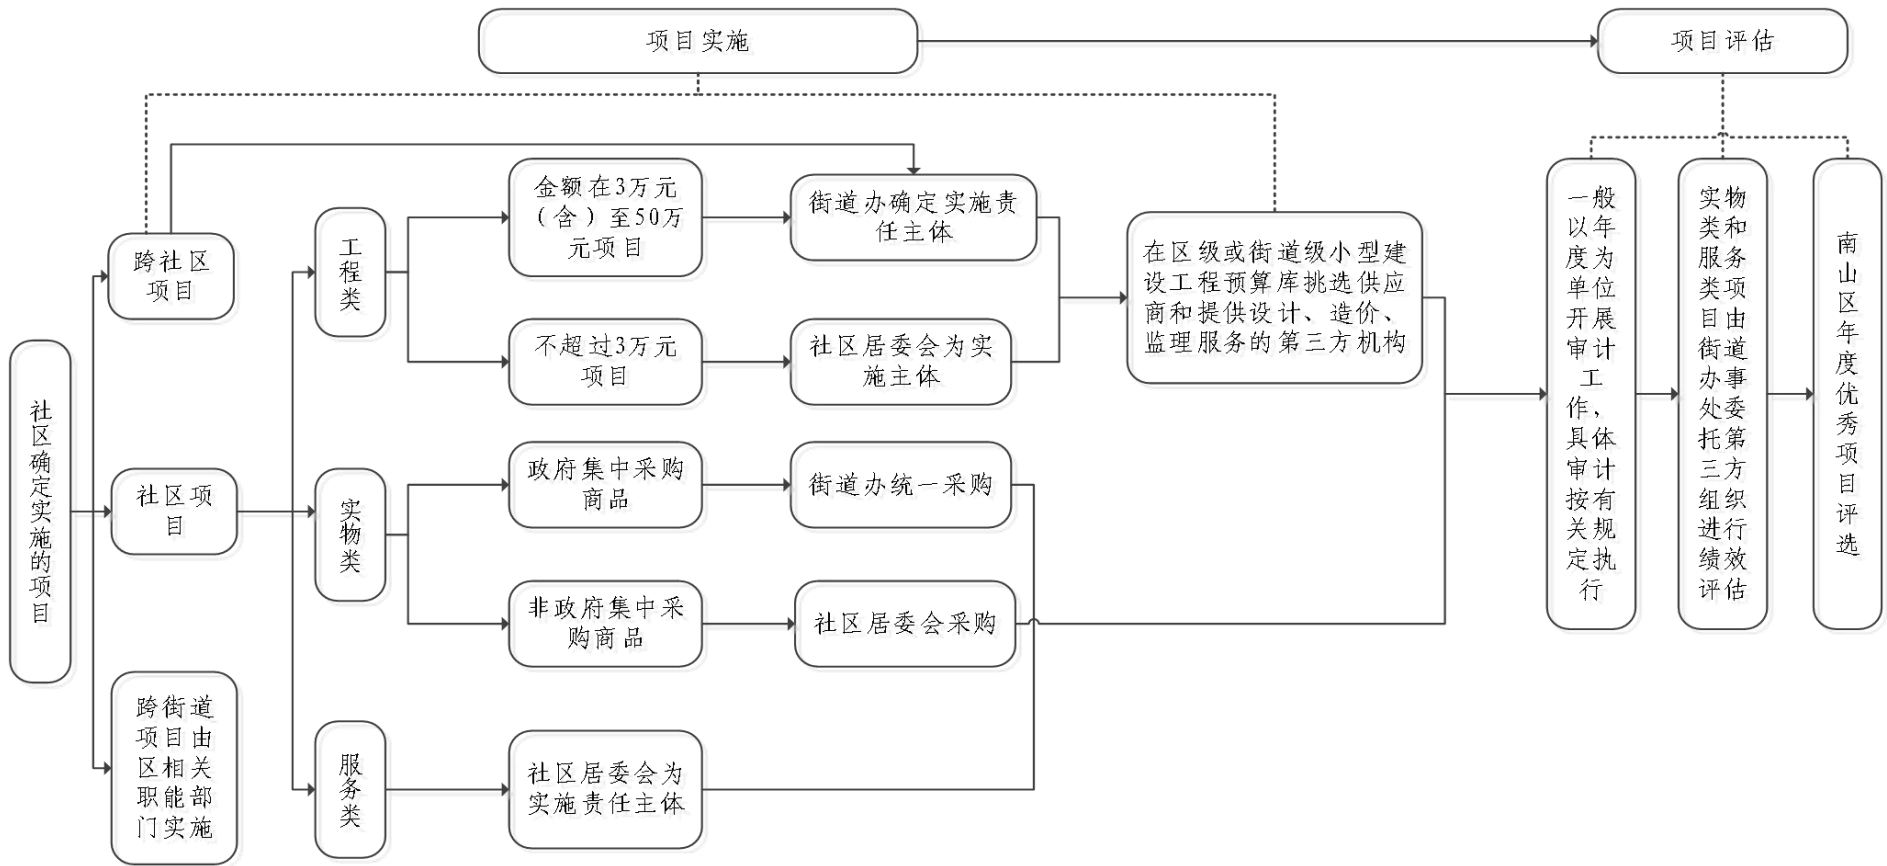 项目实施
项目评估
跨社区
项目
社区确定实施的项目
社区项
目
跨街道
项目由
区相关
职能部
门实施
工程类
实物类
服务类
金额在3万元
（含）至50万
元项目
不超过3万元
项目
政府集中采购
商品
非政府集中采
购商品
社区居委会为
实施责任主体
街道办确定实施责
任主体
社区居委会为实
施主体
街道办统一采购
社区居委会采购
在区级或街道级小型建
设工程预算库挑选供应
商和提供设计、造价、
监理服务的第三方机构
一般
以年
度为
单位
开展
审计
工
作，
具体
审计
按有
关规
定执
行
实物
类和
服务
类项
目由
街道
办事
处委
托第
三方
组织
进行
绩效
评估
南山区年度优秀项目评选